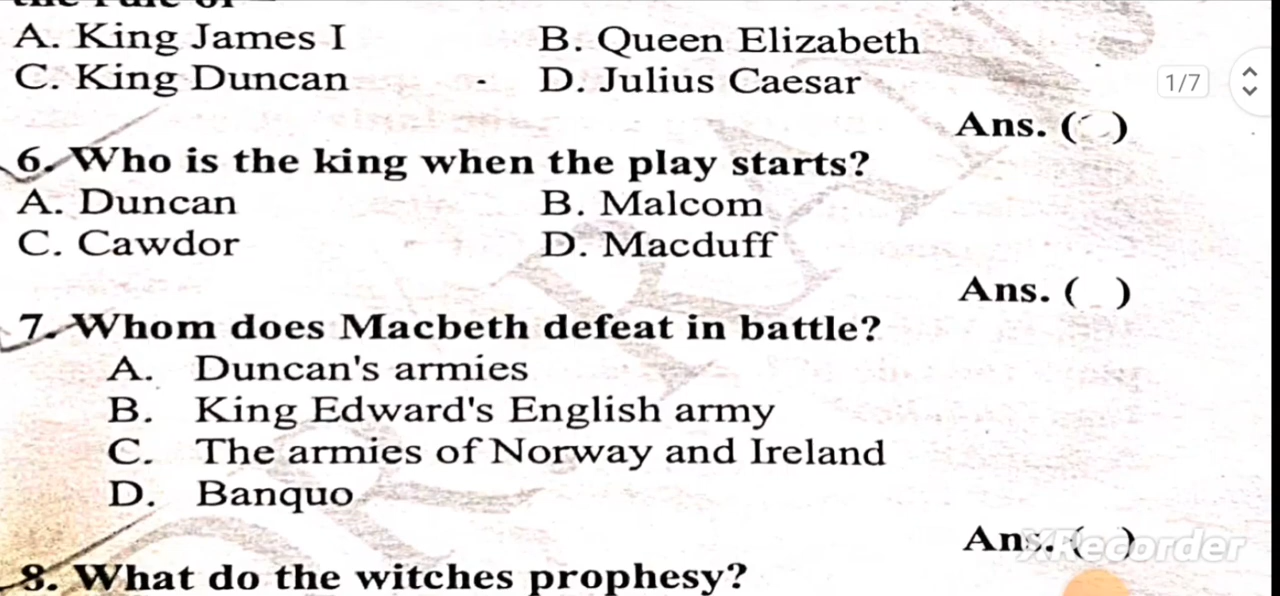 A. King James I B. Queen Elizabeth
C. King Duncan D. Julius Caesar
1/7
Ans. ( )
6. Who is the king when the play starts?
A. Duncan B. Malcom
C. Cawdor D. Macduff
Ans. ( )
7. Whom does Macbeth defeat in battle?
A. Duncan's armies
B. King Edward's English army
C. The armies of Norway and Ireland
D. Banquo
Ans. ( )
XRecorder
8. What do the witches prophesy?